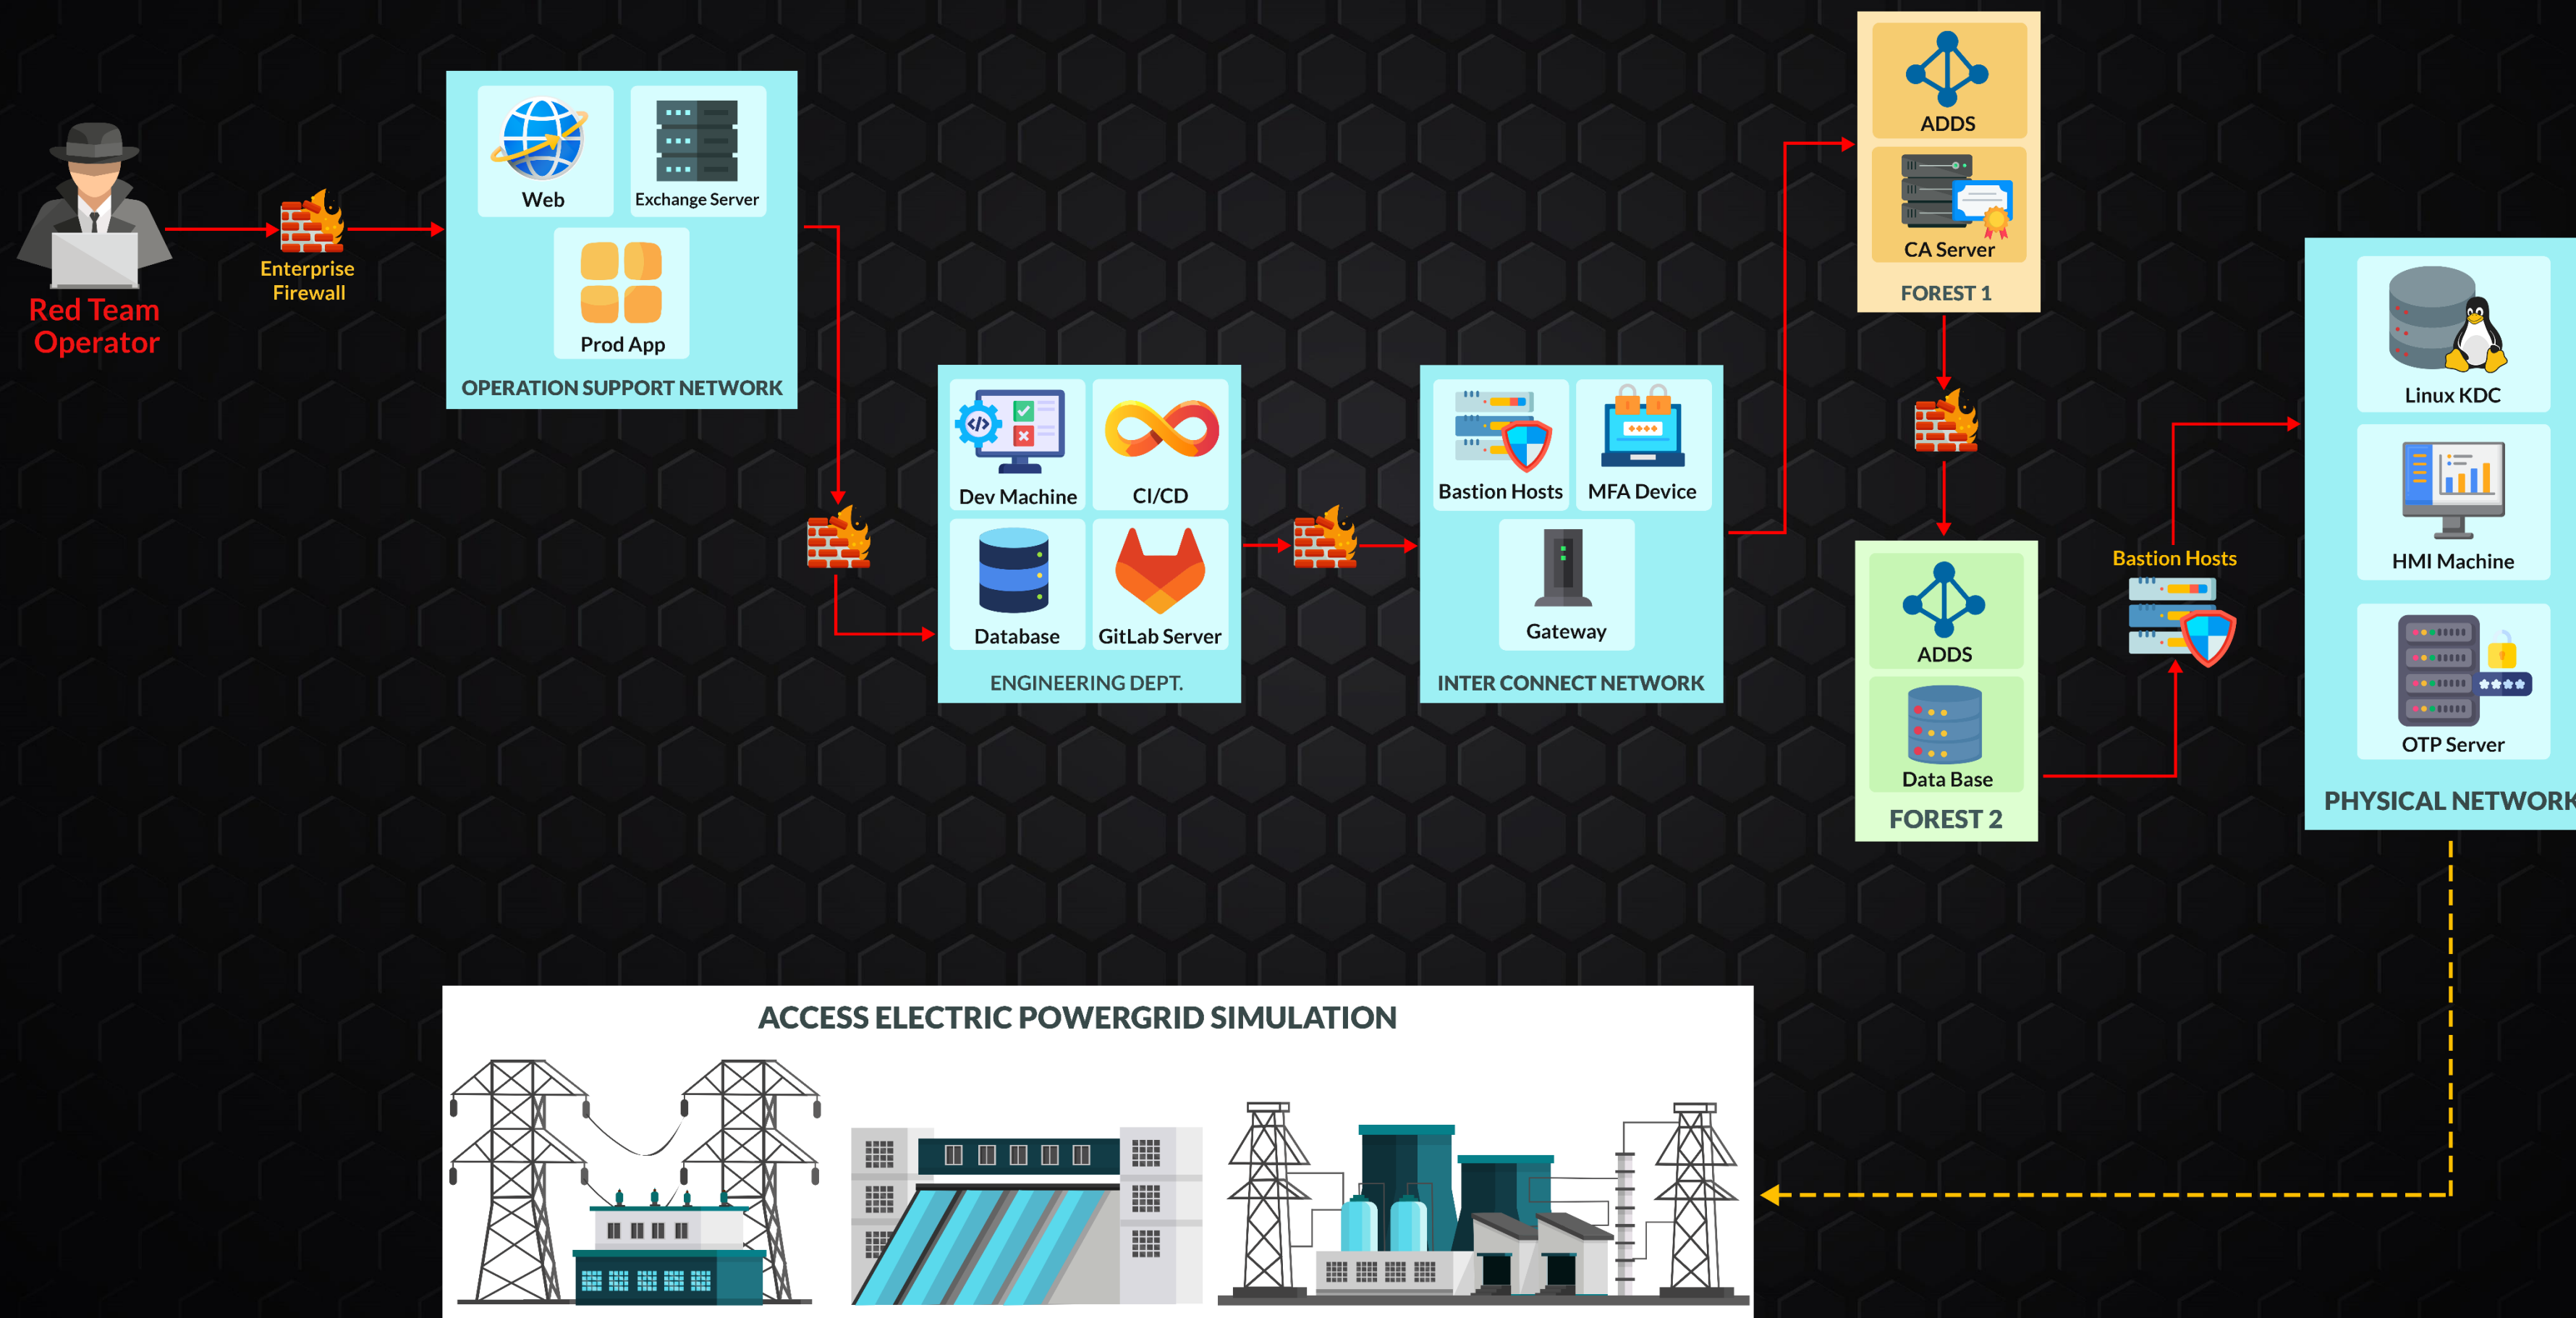 Red Team
Operator
Enterprise
Firewall
Web
Exchange Server
Prod App
OPERATION SUPPORT NETWORK
Dev Machine
CI/CD
Database
GitLab Server
ENGINEERING DEPT.
Bastion Hosts
MFA Device
Gateway
INTER CONNECT NETWORK
ADDS
CA Server
FOREST 1
ADDS
Data Base
FOREST 2
Bastion Hosts
Linux KDC
HMI Machine
OTP Server
PHYSICAL NETWORK
ACCESS ELECTRIC POWERGRID SIMULATION